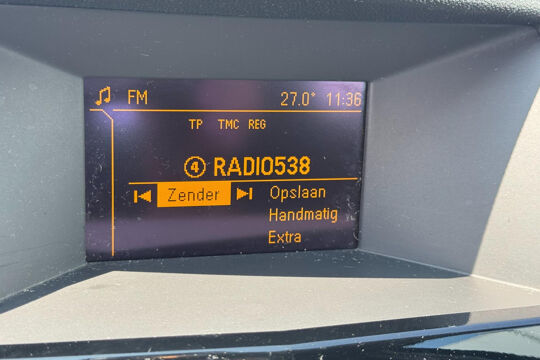 FM 27.0° 11:36
TP TMC REG
4 RADIO538
Zender Opslaan
Handmatig
Extra